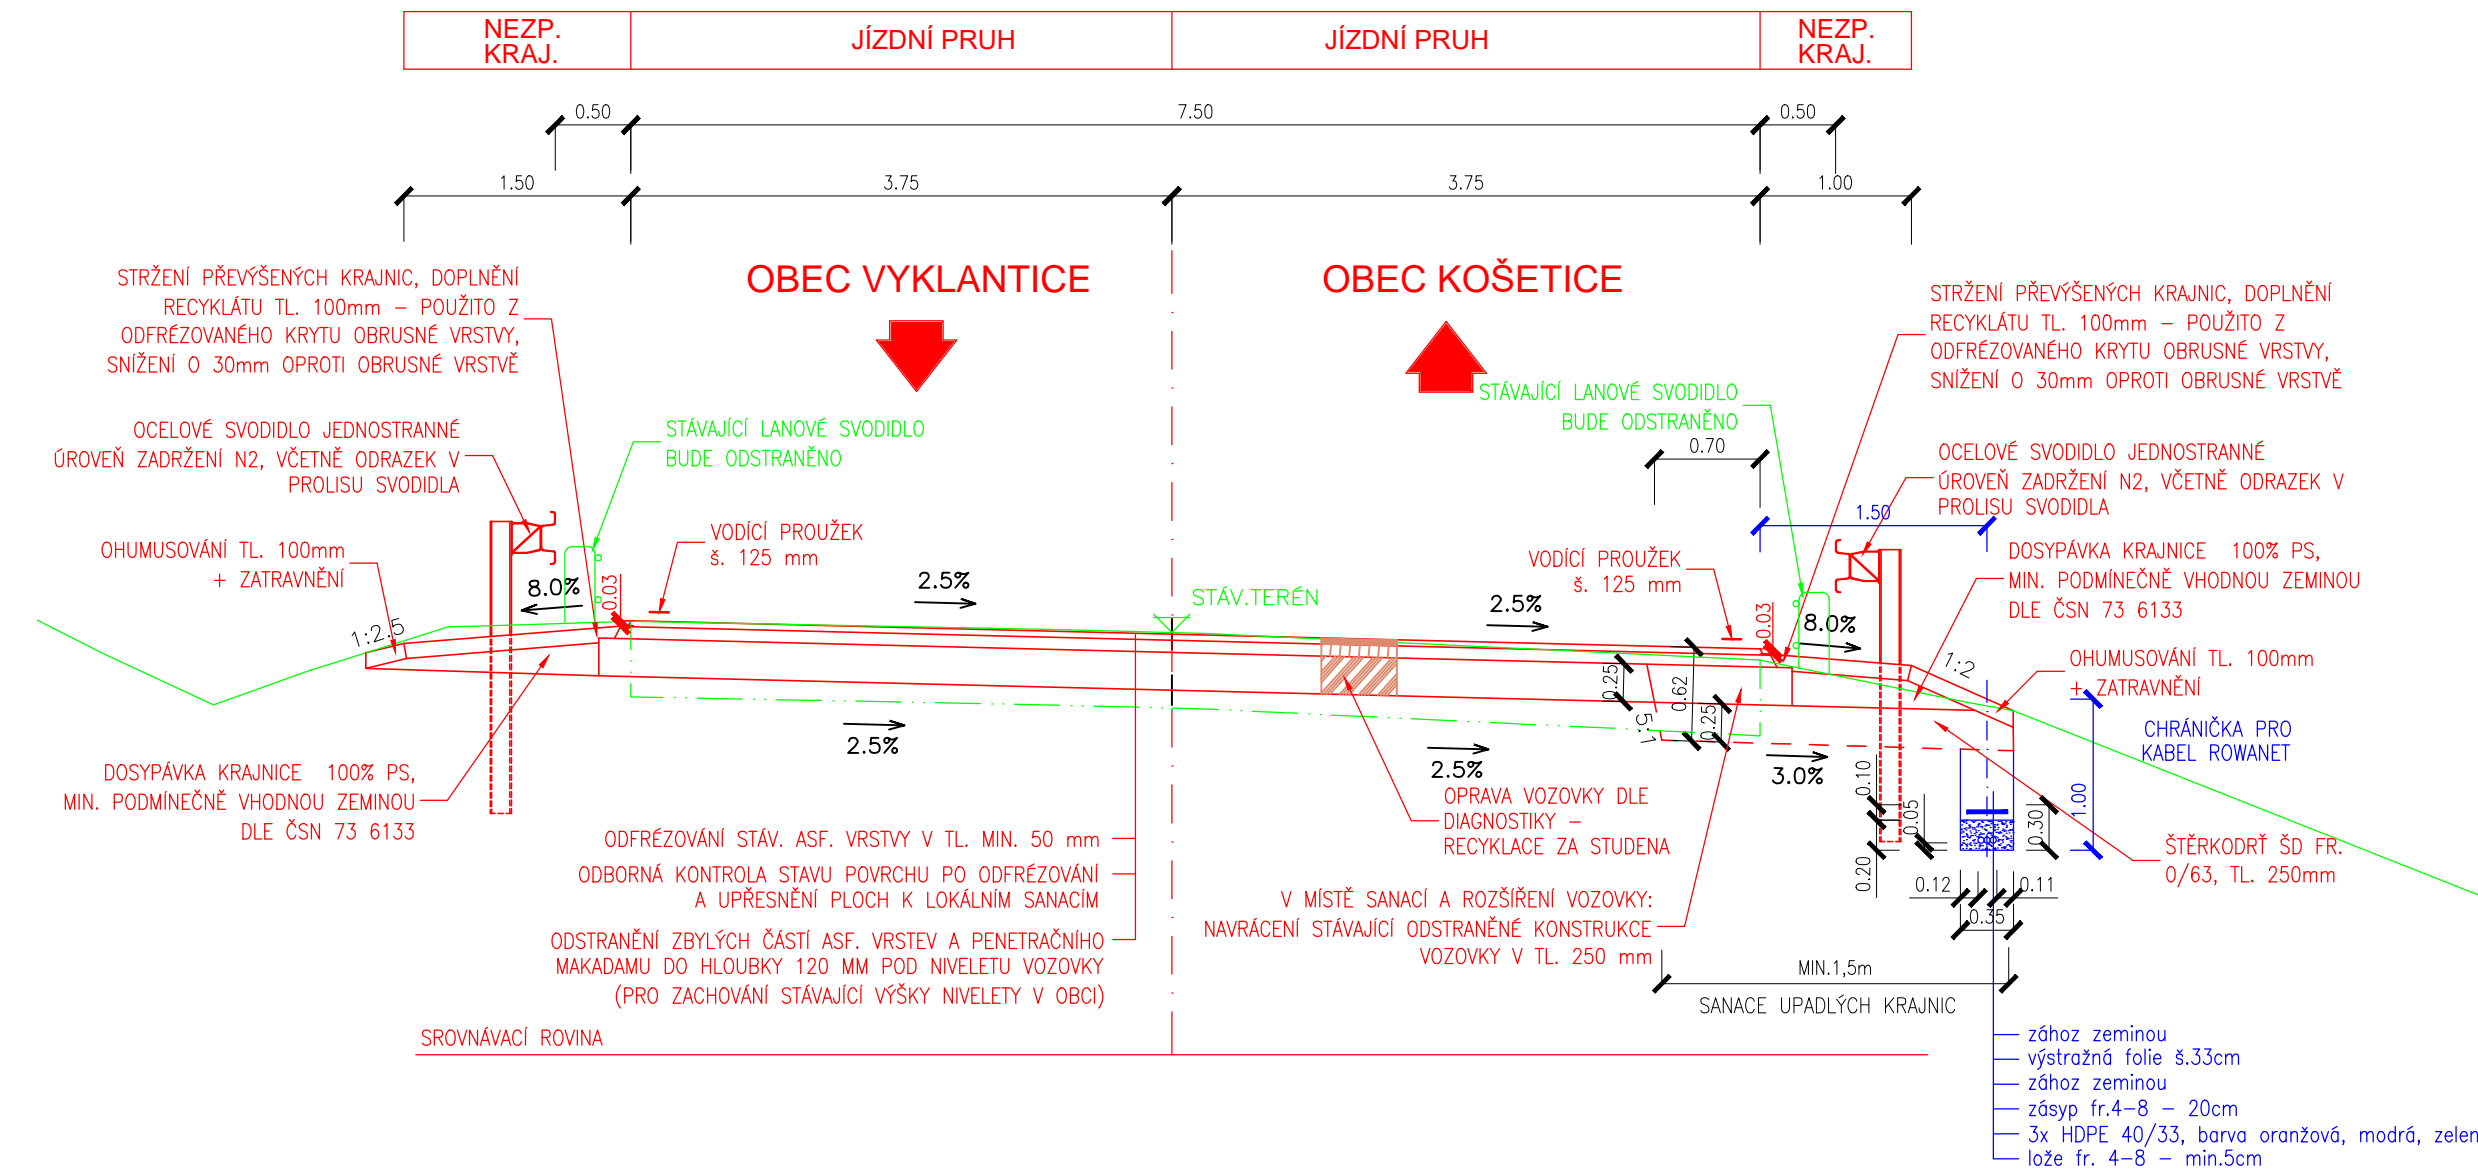 NEZP.
KRAJ.
JÍZDNÍ PRUH
JÍZDNÍ PRUH
NEZP.
KRAJ.
0.50
7.50
0.50
1.50
3.75
3.75
1.00
STRŽENÍ PŘEVÝŠENÝCH KRAJNIC, DOPLNĚNÍ
RECYKLÁTU TL. 100mm – POUŽITO Z
ODFRÉZOVANÉHO KRYTU OBRUSNÉ VRSTVY,
SNÍŽENÍ O 30mm OPROTI OBRUSNÉ VRSTVĚ
OBEC VYKLANTICE
OBEC KOŠETICE
STRŽENÍ PŘEVÝŠENÝCH KRAJNIC, DOPLNĚNÍ
RECYKLÁTU TL. 100mm – POUŽITO Z
ODFRÉZOVANÉHO KRYTU OBRUSNÉ VRSTVY,
SNÍŽENÍ O 30mm OPROTI OBRUSNÉ VRSTVĚ
OCELOVÉ SVODIDLO JEDNOSTRANNÉ
ÚROVEŇ ZADRŽENÍ N2, VČETNĚ ODRAZEK V
PROLISU SVODIDLA
STÁVAJÍCÍ LANOVÉ SVODIDLO
BUDE ODSTRANĚNO
STÁVAJÍCÍ LANOVÉ SVODIDLO
BUDE ODSTRANĚNO
0.70
OCELOVÉ SVODIDLO JEDNOSTRANNÉ
ÚROVEŇ ZADRŽENÍ N2, VČETNĚ ODRAZEK V
PROLISU SVODIDLA
1.50
OHUMUSOVÁNÍ TL. 100mm
+ ZATRAVNĚNÍ
VODÍCÍ PROUŽEK
š. 125 mm
VODÍCÍ PROUŽEK
š. 125 mm
DOSYPÁVKA KRAJNICE 100% PS,
MIN. PODMÍNEČNĚ VHODNOU ZEMINOU
DLE ČSN 73 6133
8.0%
0.03
2.5%
STÁV.TERÉN
2.5%
0.03
8.0%
1:2.5
1:2
OHUMUSOVÁNÍ TL. 100mm
+ ZATRAVNĚNÍ
0.25
0.62
0.25
5:1
2.5%
2.5%
3.0%
CHRÁNIČKA PRO
KABEL ROWANET
DOSYPÁVKA KRAJNICE 100% PS,
MIN. PODMÍNEČNĚ VHODNOU ZEMINOU
DLE ČSN 73 6133
OPRAVA VOZOVKY DLE
DIAGNOSTIKY –
RECYKLACE ZA STUDENA
0.10
0.05
0.20
0.30
1.00
ŠTĚRKODRŤ ŠD FR.
0/63, TL. 250mm
0.12
0.11
0.35
ODFRÉZOVÁNÍ STÁV. ASF. VRSTVY V TL. MIN. 50 mm
ODBORNÁ KONTROLA STAVU POVRCHU PO ODFRÉZOVÁNÍ
A UPŘESNĚNÍ PLOCH K LOKÁLNÍM SANACÍM
ODSTRANĚNÍ ZBYLÝCH ČÁSTÍ ASF. VRSTEV A PENETRAČNÍHO
MAKADAMU DO HLOUBKY 120 MM POD NIVELETU VOZOVKY
(PRO ZACHOVÁNÍ STÁVAJÍCÍ VÝŠKY NIVELETY V OBCI)
V MÍSTĚ SANACÍ A ROZŠÍŘENÍ VOZOVKY:
NAVRÁCENÍ STÁVAJÍCÍ ODSTRANĚNÉ KONSTRUKCE
VOZOVKY V TL. 250 mm
MIN.1,5m
SANACE UPADLÝCH KRAJNIC
SROVNÁVACÍ ROVINA
zához zeminou
výstražná folie š.33cm
zához zeminou
zásyp fr.4–8 – 20cm
3x HDPE 40/33, barva oranžová, modrá, zelen
lože fr. 4–8 – min.5cm